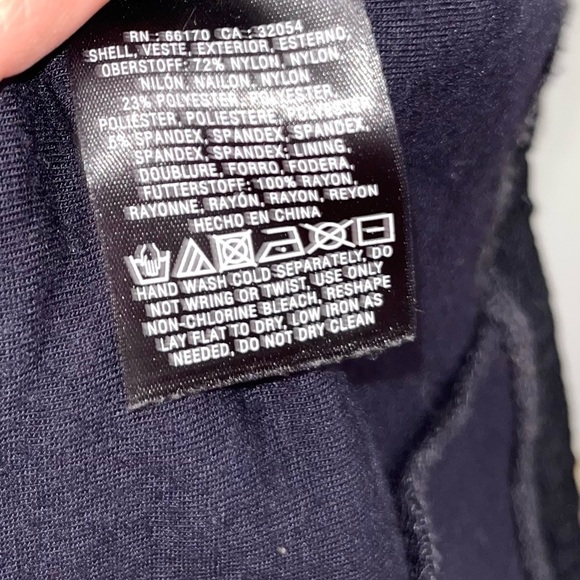 RN : 66170 CA : 32054
SHELL, VESTE, EXTERIOR, ESTERNO,
OBERSTOFF: 72% NYLON, NYLON,
NILÓN, NAILON, NYLON
23% POLYESTER, POLYESTER,
POLIESTER, POLIESTERE, POLYESTER
5% SPANDEX, SPANDEX, SPANDEX,
SPANDEX, SPANDEX: LINING,
DOUBLURE, FORRO, FODERA,
FUTTERSTOFF: 100% RAYON,
RAYONNE, RAYÓN, RAYON, REYON
HECHO EN CHINA
HAND WASH COLD SEPARATELY, DO
NOT WRING OR TWIST, USE ONLY
NON-CHLORINE BLEACH, RESHAPE
LAY FLAT TO DRY, LOW IRON AS
NEEDED, DO NOT DRY CLEAN